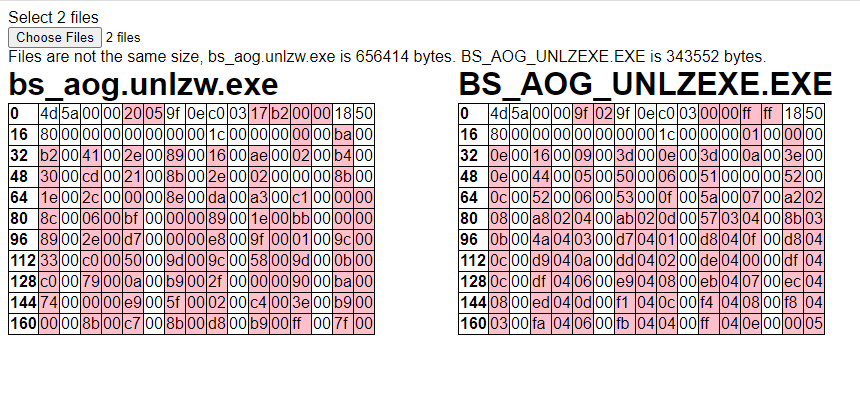 Select 2 files
Choose Files 2 files
Files are not the same size, bs_aog.unlzw.exe is 656414 bytes. BS_AOG_UNLZEXE.EXE is 343552 bytes.
bs_aog.unlzw.exe
0 4d 5a 00 00 20 05 9f 0e c0 03 17 b2 00 00 18 50
16 80 00 00 00 00 00 00 00 1c 00 00 00 00 00 ba 00
32 b2 00 41 00 2e 00 89 00 16 00 ae 00 02 00 b4 00
48 30 00 cd 00 21 00 8b 00 2e 00 02 00 00 00 8b 00
64 1e 00 2c 00 00 00 8e 00 da 00 a3 00 c1 00 00 00
80 8c 00 06 00 bf 00 00 00 89 00 1e 00 bb 00 00 00
96 89 00 2e 00 d7 00 00 00 e8 00 9f 00 01 00 9c 00
112 33 00 c0 00 50 00 9d 00 9c 00 58 00 9d 00 0b 00
128 c0 00 79 00 0a 00 b9 00 2f 00 00 00 90 00 ba 00
144 74 00 00 00 e9 00 5f 00 02 00 c4 00 3e 00 b9 00
160 00 00 8b 00 c7 00 8b 00 d8 00 b9 00 ff 00 7f 00
BS_AOG_UNLZEXE.EXE
0 4d 5a 00 00 9f 02 9f 0e c0 03 00 00 ff ff 18 50
16 80 00 00 00 00 00 00 00 1c 00 00 00 01 00 00 00
32 0e 00 16 00 09 00 3d 00 0e 00 3d 00 0a 00 3e 00
48 0e 00 44 00 05 00 50 00 06 00 51 00 00 00 52 00
64 0c 00 52 00 06 00 53 00 0f 00 5a 00 07 00 a2 02
80 08 00 a8 02 04 00 ab 02 0d 00 57 03 04 00 8b 03
96 0b 00 4a 04 03 00 d7 04 01 00 d8 04 0f 00 d8 04
112 0c 00 d9 04 0a 00 dd 04 02 00 de 04 00 00 df 04
128 0c 00 df 04 06 00 e9 04 08 00 eb 04 07 00 ec 04
144 08 00 ed 04 0d 00 f1 04 0c 00 f4 04 08 00 f8 04
160 03 00 fa 04 06 00 fb 04 04 00 ff 04 0e 00 00 05